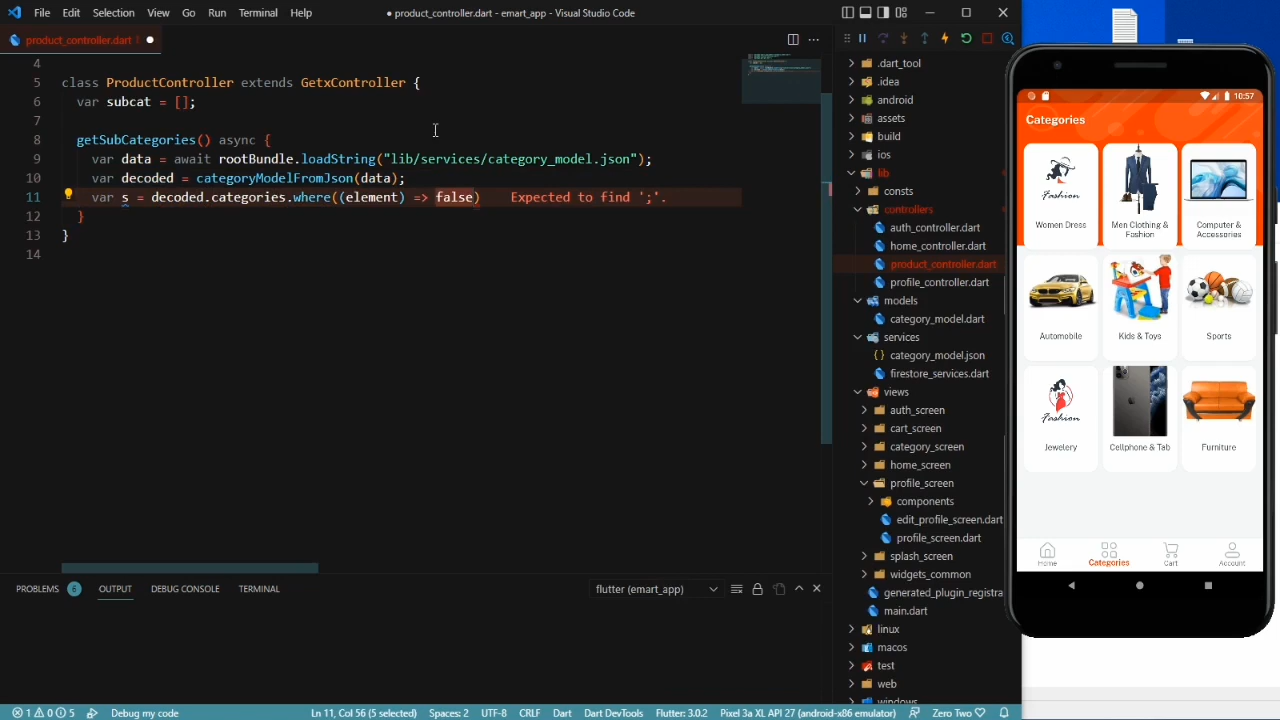 File Edit Selection View Go Run Terminal Help
product_controller.dart - emart_app - Visual Studio Code
product_controller.dart
4
5 class ProductController extends GetxController {
6 var subcat = [];
7
8 getSubCategories() async {
9 var data = await rootBundle.loadString("lib/services/category_model.json");
10 var decoded = categoryModelFromJson(data);
11 var s = decoded.categories.where((element) => false) Expected to find ';'.
12 }
13 }
14
PROBLEMS 6 OUTPUT DEBUG CONSOLE TERMINAL
flutter (emart_app)
.dart_tool
.idea
android
assets
build
ios
lib
consts
controllers
auth_controller.dart
home_controller.dart
product_controller.dart
profile_controller.dart
models
category_model.dart
services
category_model.json
firestore_services.dart
views
auth_screen
cart_screen
category_screen
home_screen
profile_screen
components
edit_profile_screen.dart
profile_screen.dart
splash_screen
widgets_common
generated_plugin_registra
main.dart
linux
macos
test
web
windows
10:57
Categories
Fashion
Women Dress
Men Clothing & Fashion
Computer & Accessories
Automobile
Kids & Toys
Sports
Fashion
Jewelery
Cellphone & Tab
Furniture
Home
Categories
Cart
Account
1 0 5 Debug my code
Ln 11, Col 56 (5 selected) Spaces: 2 UTF-8 CRLF Dart Dart DevTools Flutter: 3.0.2 Pixel 3a XL API 27 (android-x86 emulator) Zero Two